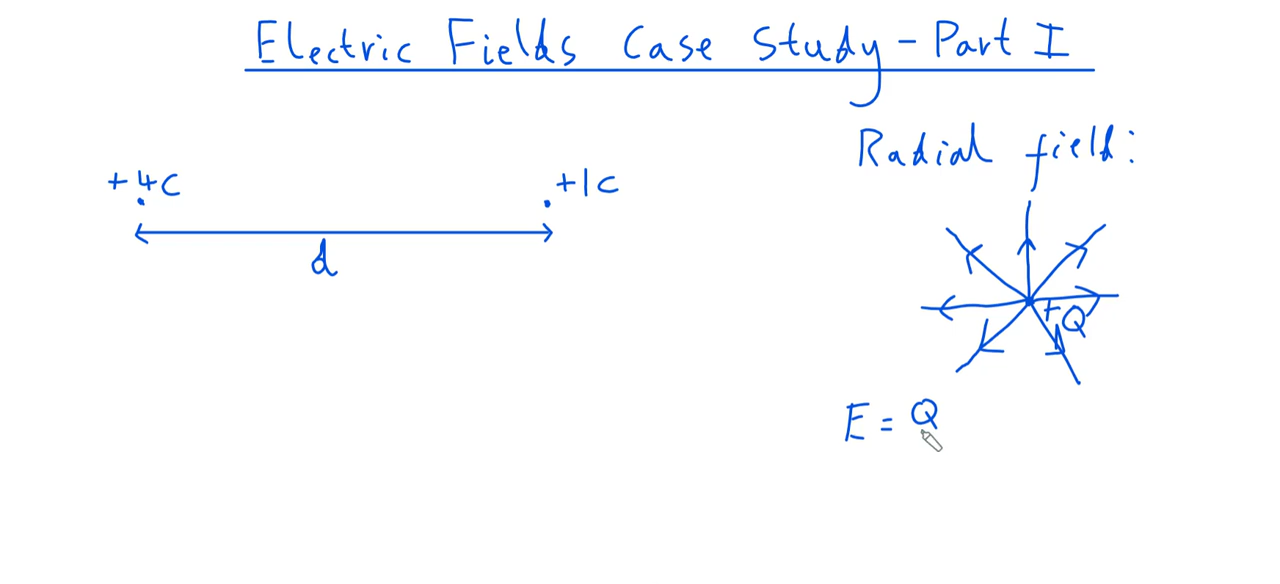 Electric Fields Case Study - Part I
Radial field:
+4C
+1C
d
+Q
E = Q